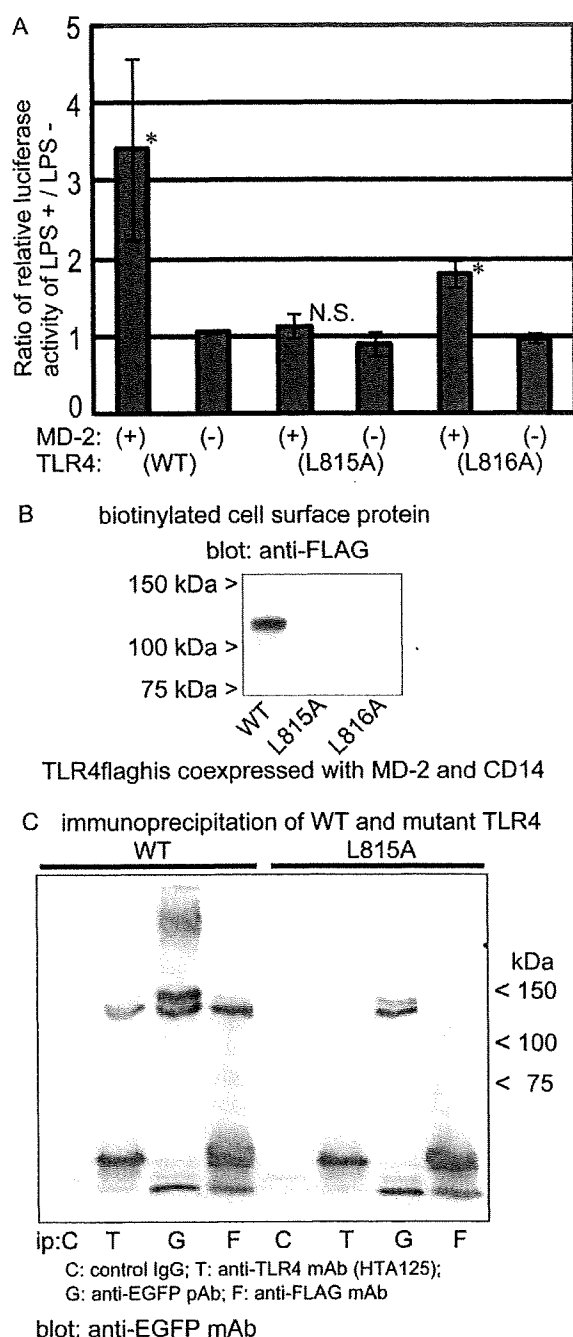 A
5
4
3
2
1
0
Ratio of relative luciferase
activity of LPS + / LPS -
*
N.S.
*
MD-2: (+) (-) (+) (-) (+) (-)
TLR4: (WT) (L815A) (L816A)
B biotinylated cell surface protein
blot: anti-FLAG
150 kDa >
100 kDa >
75 kDa >
WT L815A L816A
TLR4flaghis coexpressed with MD-2 and CD14
C immunoprecipitation of WT and mutant TLR4
WT L815A
kDa
< 150
< 100
< 75
ip:C T G F C T G F
C: control IgG; T: anti-TLR4 mAb (HTA125);
G: anti-EGFP pAb; F: anti-FLAG mAb
blot: anti-EGFP mAb